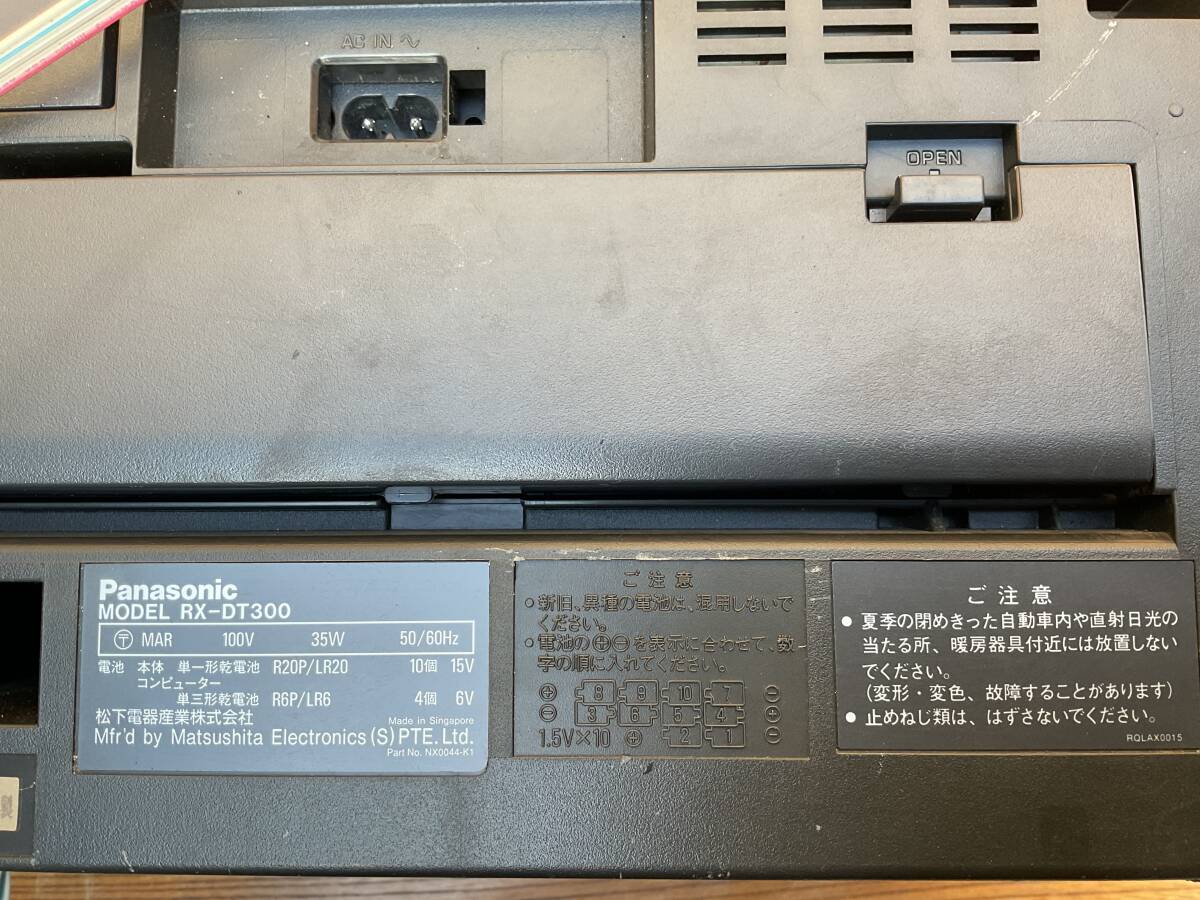 AC IN ～
OPEN
Panasonic
MODEL RX-DT300
〒 MAR 100V 35W 50/60Hz
電池 本体 単一形乾電池 R20P/LR20 10個 15V
コンピューター
単三形乾電池 R6P/LR6 4個 6V
松下電器産業株式会社
Made in Singapore
Mfr'd by Matsushita Electronics (S) PTE. Ltd.
Part No. NX0044-K1
ご注意
•新旧、異種の電池は、混用しないで
ください。
•電池の⊕⊖を表示に合わせて、数
字の順に入れてください。
⊕ 8 9 10 7 ⊖
⊖ 3 6 5 4 ⊕
1.5V×10 ⊕ 2 1 ⊖
ご注意
● 夏季の閉めきった自動車内や直射日光の
当たる所、暖房器具付近には放置しない
でください。
(変形・変色、故障することがあります)
● 止めねじ類は、はずさないでください。
RQLAX0015